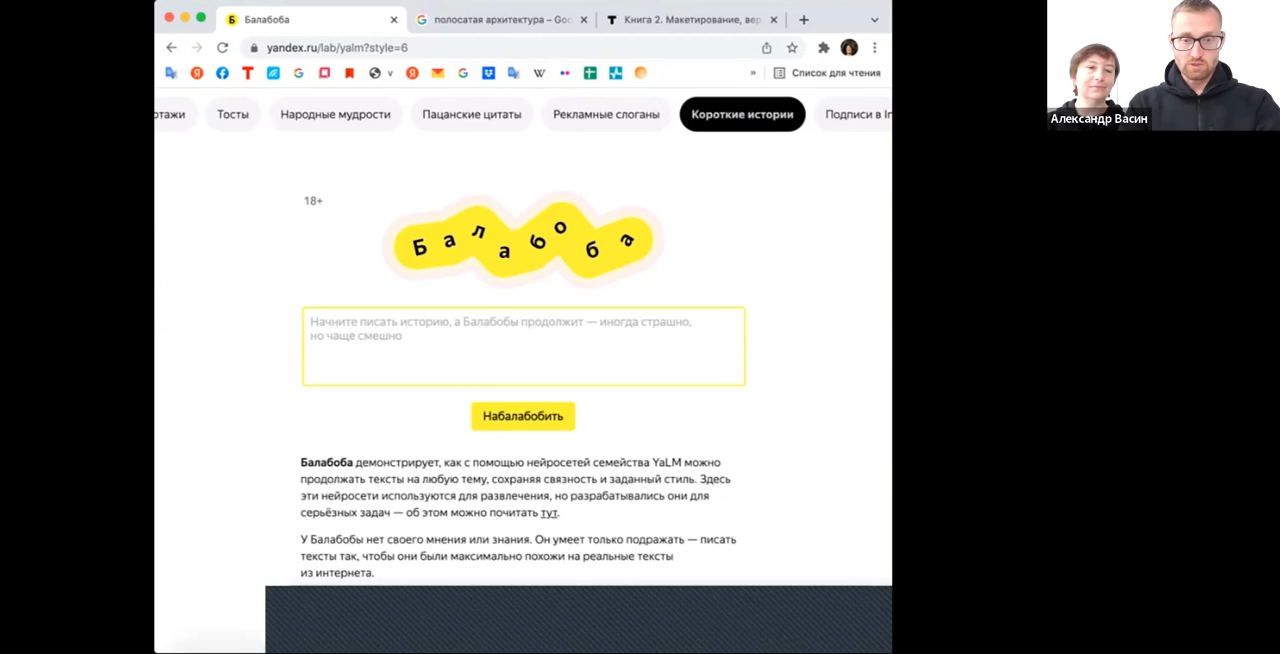 Балабоба
полосатая архитектура – Goo
Книга 2. Макетирование, вер
yandex.ru/lab/yalm?style=6
Список для чтения
отажи
Тосты
Народные мудрости
Пацанские цитаты
Рекламные слоганы
Короткие истории
Подписи в In
18+
Балабоба
Начните писать историю, а Балабобы продолжит — иногда страшно,
но чаще смешно
Набалабобить
Балабоба демонстрирует, как с помощью нейросетей семейства YaLM можно
продолжать тексты на любую тему, сохраняя связность и заданный стиль. Здесь
эти нейросети используются для развлечения, но разрабатывались они для
серьёзных задач — об этом можно почитать тут.
У Балабобы нет своего мнения или знания. Он умеет только подражать — писать
тексты так, чтобы они были максимально похожи на реальные тексты
из интернета.
Александр Васин